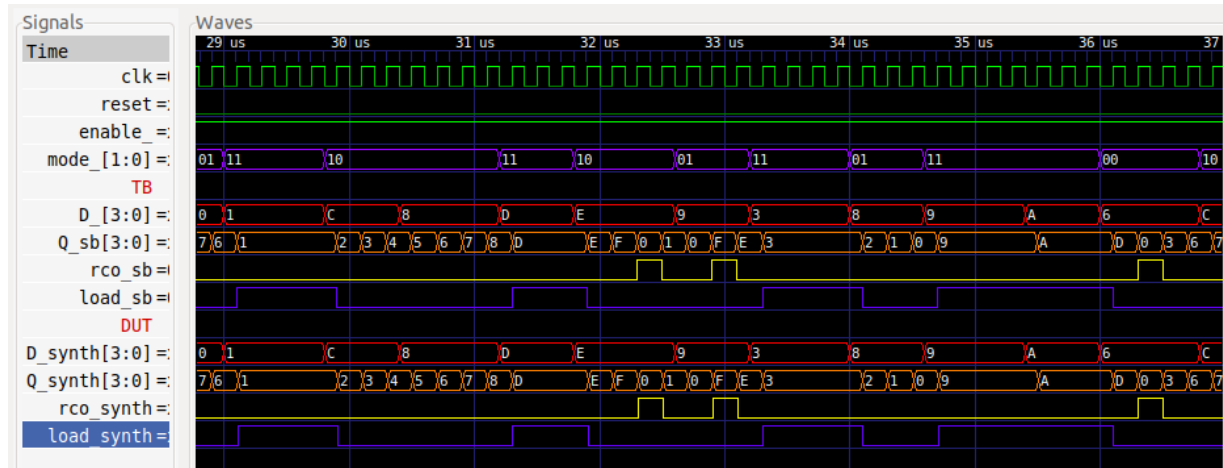 Signals Waves
Time 29 us 30 us 31 us 32 us 33 us 34 us 35 us 36 us 37
clk =
reset =
enable_ =
mode_[1:0] = 01 11 10 11 10 01 11 01 11 00 10
TB
D_[3:0] = 0 1 C 8 D E 9 3 8 9 A 6 C
Q_sb[3:0] = 7 6 1 2 3 4 5 6 7 8 D E F 0 1 0 F E 3 2 1 0 9 A D 0 3 6 7
rco_sb =
load_sb =
DUT
D_synth[3:0] = 0 1 C 8 D E 9 3 8 9 A 6 C
Q_synth[3:0] = 7 6 1 2 3 4 5 6 7 8 D E F 0 1 0 F E 3 2 1 0 9 A D 0 3 6 7
rco_synth =
load_synth =